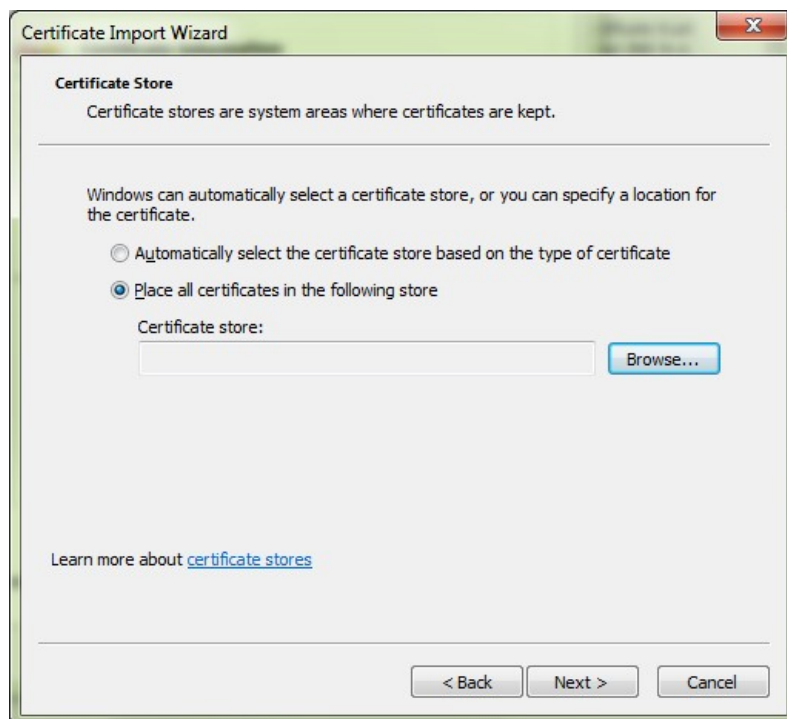 Certificate Import Wizard
Certificate Store
Certificate stores are system areas where certificates are kept.
Windows can automatically select a certificate store, or you can specify a location for
the certificate.
Automatically select the certificate store based on the type of certificate
Place all certificates in the following store
Certificate store:
Browse...
Learn more about certificate stores
< Back
Next >
Cancel